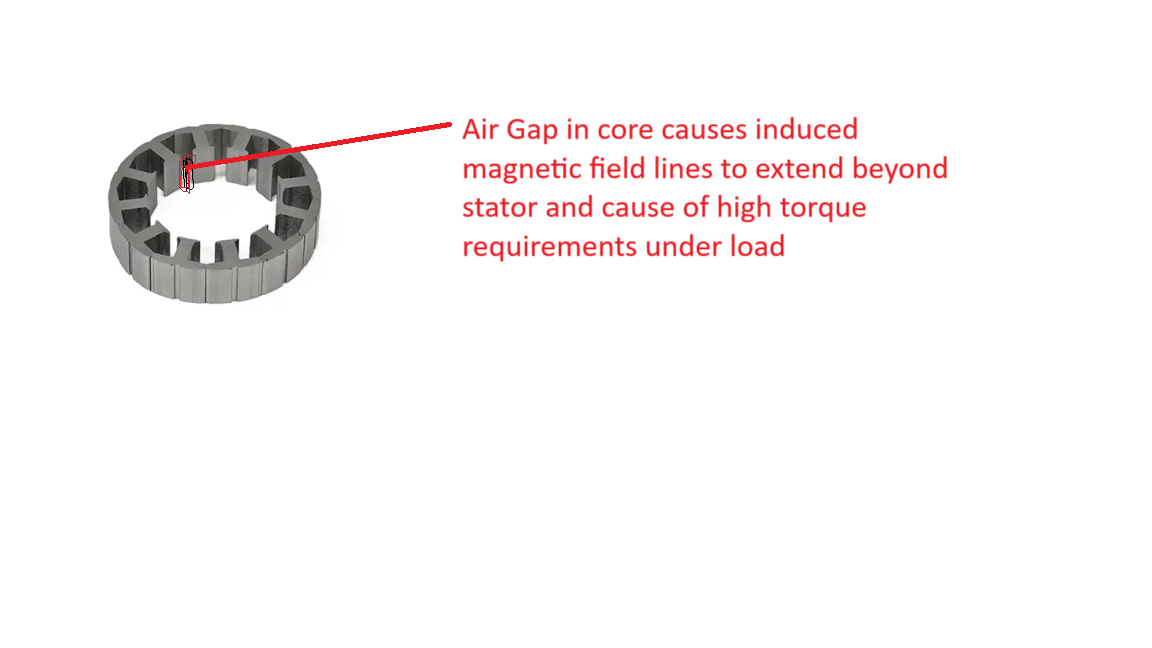 Air Gap in core causes induced
magnetic field lines to extend beyond
stator and cause of high torque
requirements under load